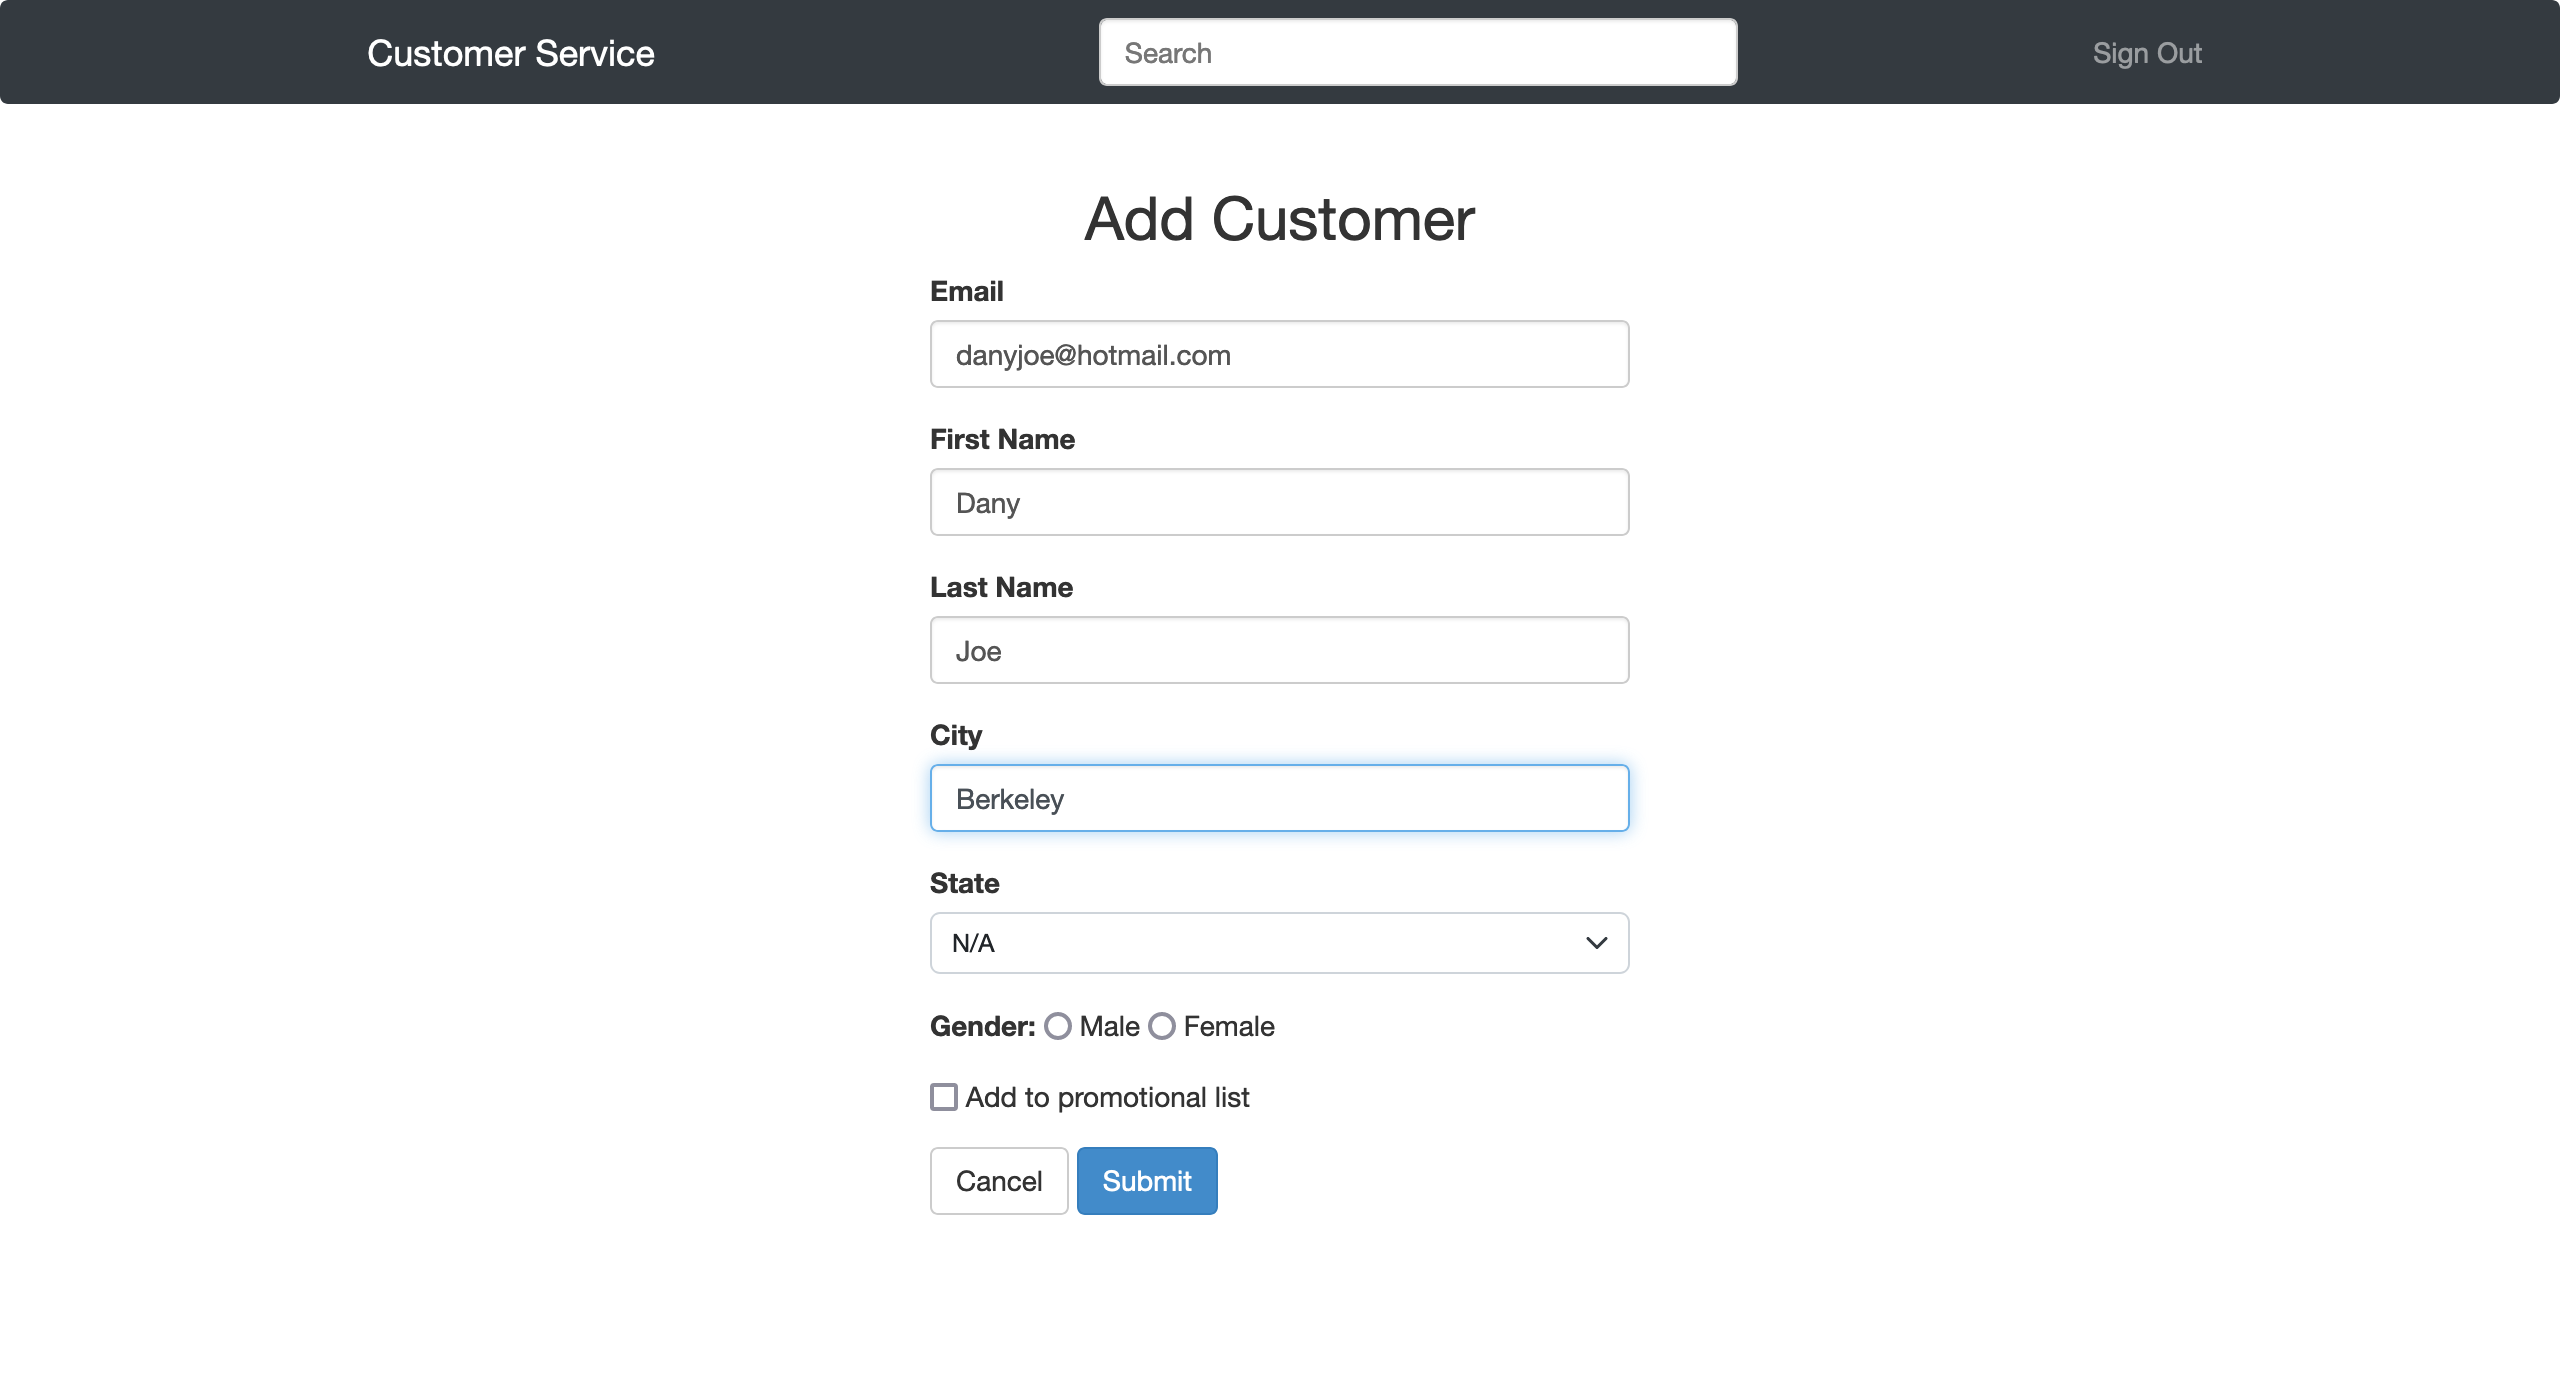 Customer Service
Search
Sign Out
Add Customer
Email
danyjoe@hotmail.com
First Name
Dany
Last Name
Joe
City
Berkeley
State
N/A
Gender: Male Female
Add to promotional list
Cancel Submit